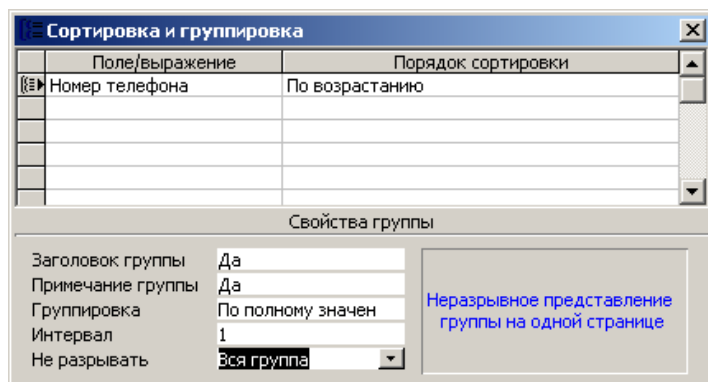 Сортировка и группировка
Поле/выражение Порядок сортировки
Номер телефона По возрастанию
Свойства группы
Заголовок группы Да
Примечание группы Да
Группировка По полному значен
Интервал 1
Не разрывать Вся группа
Неразрывное представление
группы на одной странице